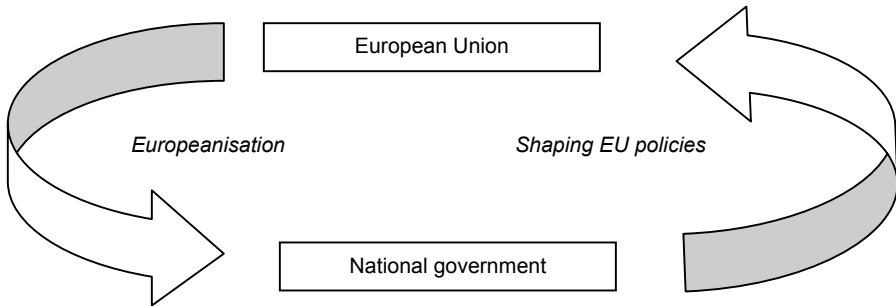 European Union
Europeanisation
Shaping EU policies
National government